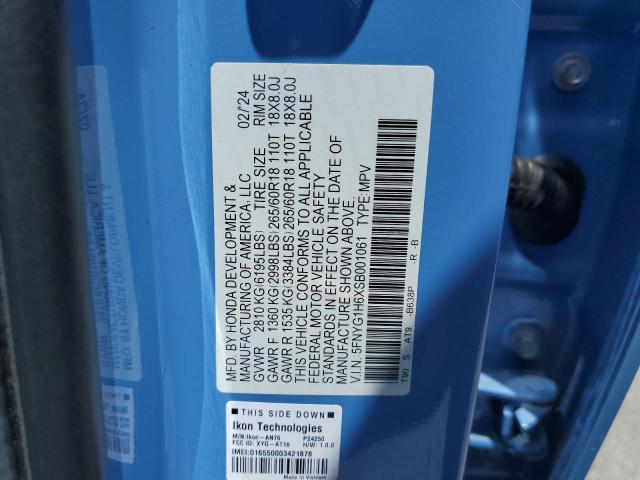 MFD. BY HONDA DEVELOPMENT & 02/'24
MANUFACTURING OF AMERICA, LLC
GVWR 2810 KG(6195LBS) TIRE SIZE RIM SIZE
GAWR F 1360 KG(2998LBS)265/60R18 110T 18X8.0J
GAWR R 1535 KG(3384LBS)265/60R18 110T 18X8.0J
THIS VEHICLE CONFORMS TO ALL APPLICABLE
FEDERAL MOTOR VEHICLE SAFETY
STANDARDS IN EFFECT ON THE DATE OF
MANUFACTURE SHOWN ABOVE.
V.I.N. 5FNYG1H6XSB001061 TYPE:MPV
T90 S AT9 -B638P -R -B
THIS SIDE DOWN
Ikon Technologies
M/N:Ikon-AN76 P24250
FCC ID: XYG-AT16 H/W: 1.0.0
IMEI:016550003421878
Made in Vietnam